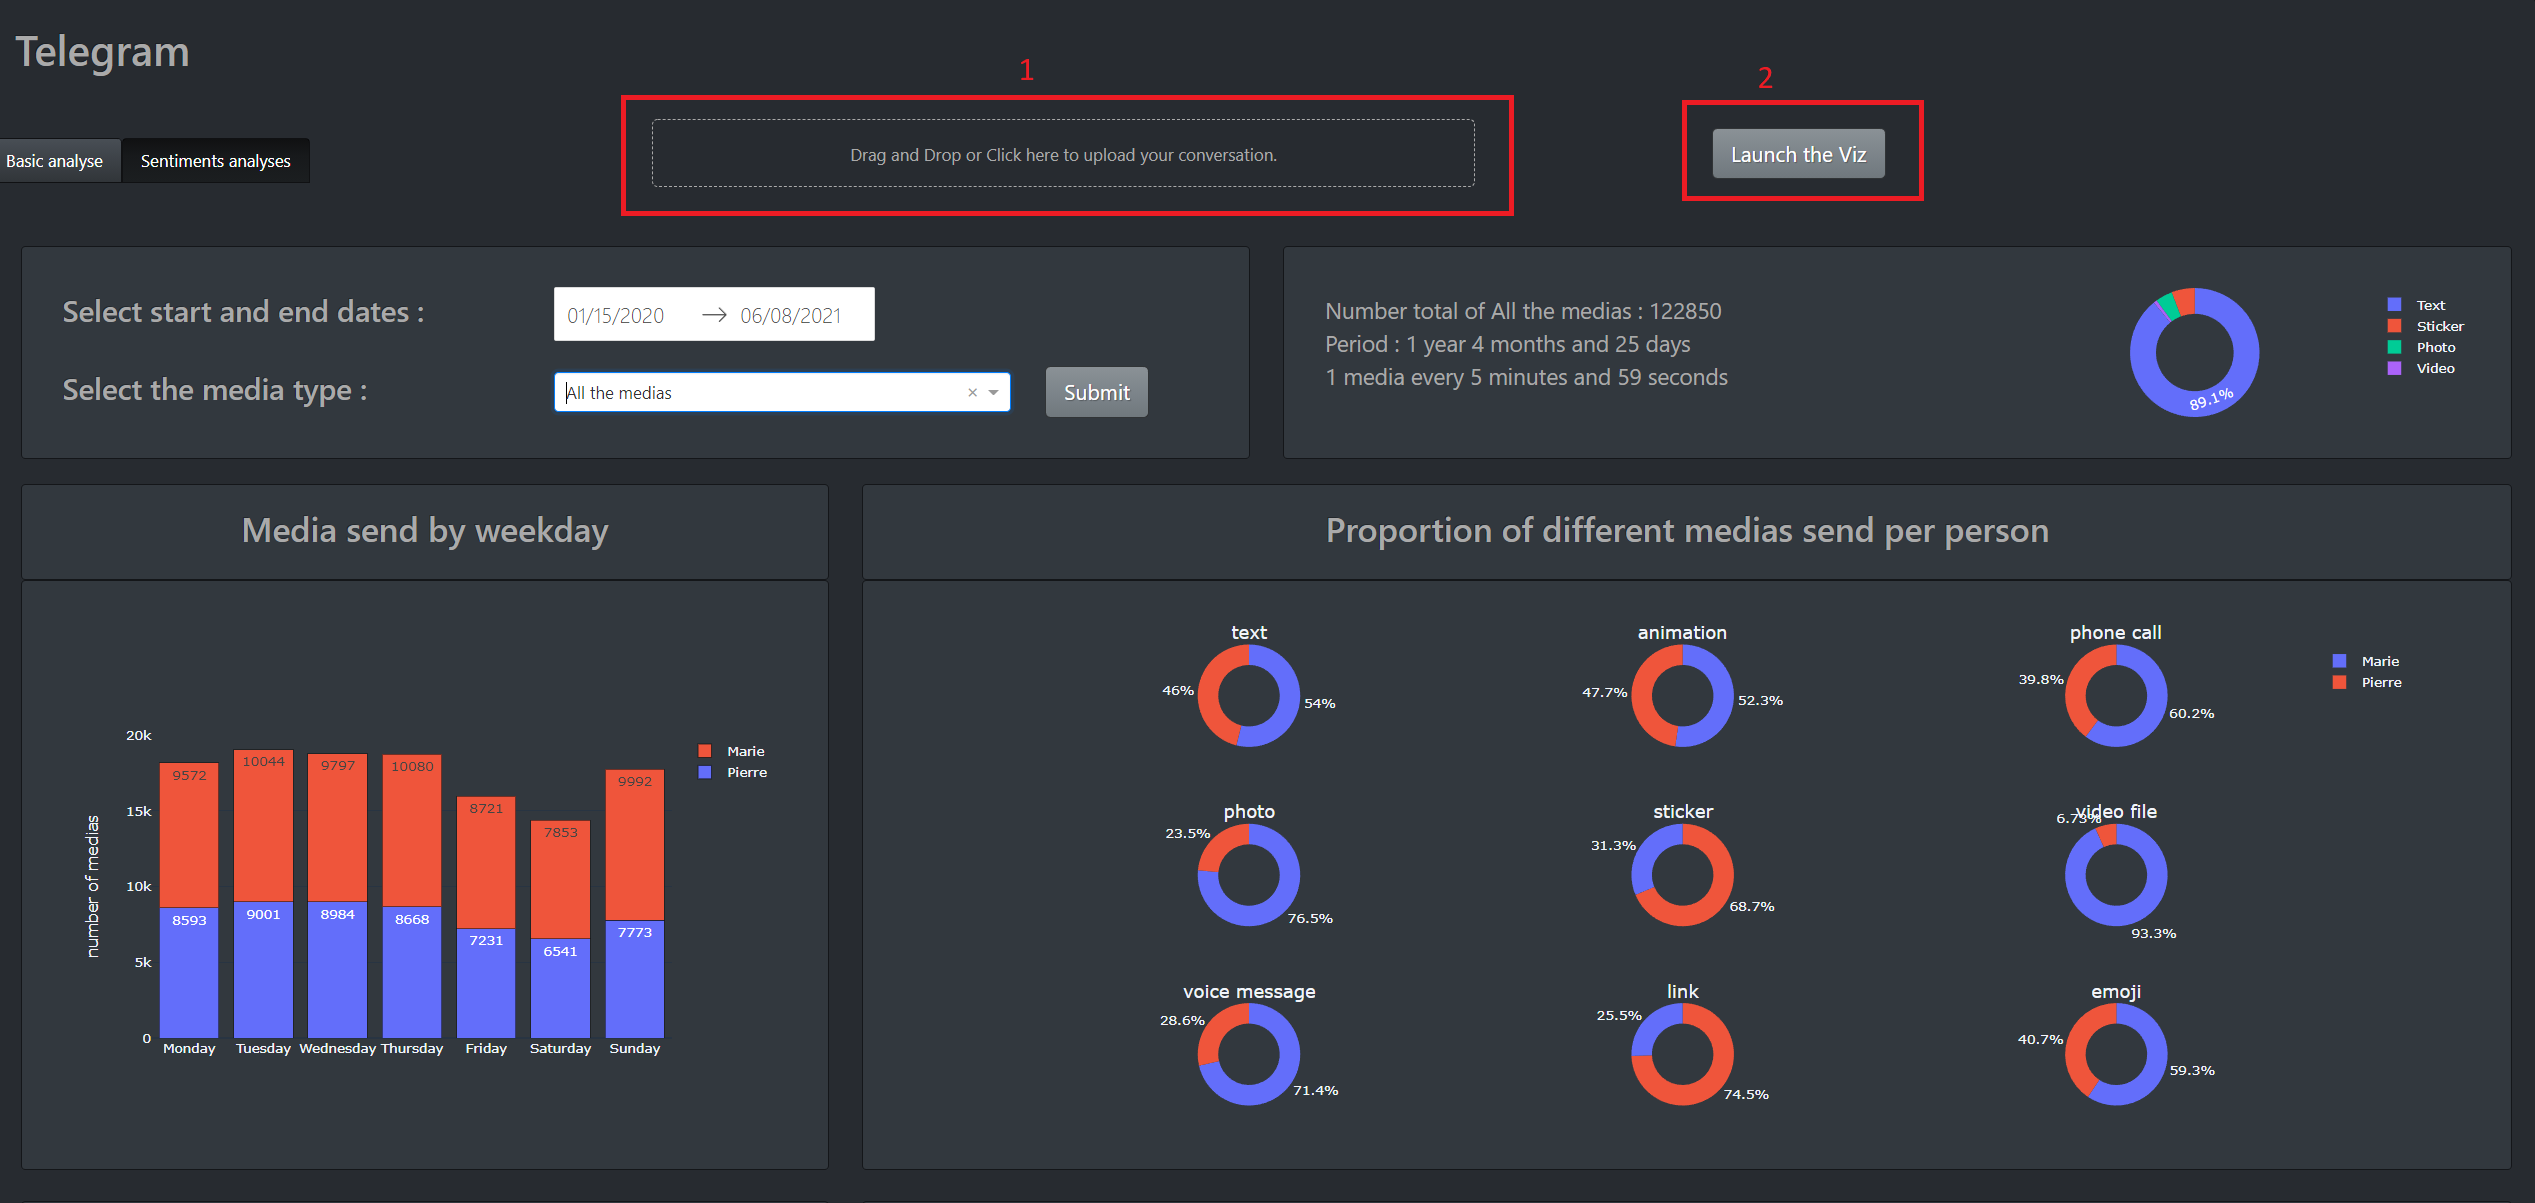 Telegram
1
2
Basic analyse
Sentiments analyses
Drag and Drop or Click here to upload your conversation.
Launch the Viz
Select start and end dates :
01/15/2020 → 06/08/2021
Select the media type :
All the medias × 
Submit
Number total of All the medias : 122850
Period : 1 year 4 months and 25 days
1 media every 5 minutes and 59 seconds
89.1%
Text
Sticker
Photo
Video
Media send by weekday
number of medias
20k
15k
10k
5k
0
9572
10044
9797
10080
8721
7853
9992
8593
9001
8984
8668
7231
6541
7773
Monday
Tuesday
Wednesday
Thursday
Friday
Saturday
Sunday
Marie
Pierre
Proportion of different medias send per person
text
46%
54%
animation
47.7%
52.3%
phone call
39.8%
60.2%
Marie
Pierre
photo
23.5%
76.5%
sticker
31.3%
68.7%
video file
6.73%
93.3%
voice message
28.6%
71.4%
link
25.5%
74.5%
emoji
40.7%
59.3%